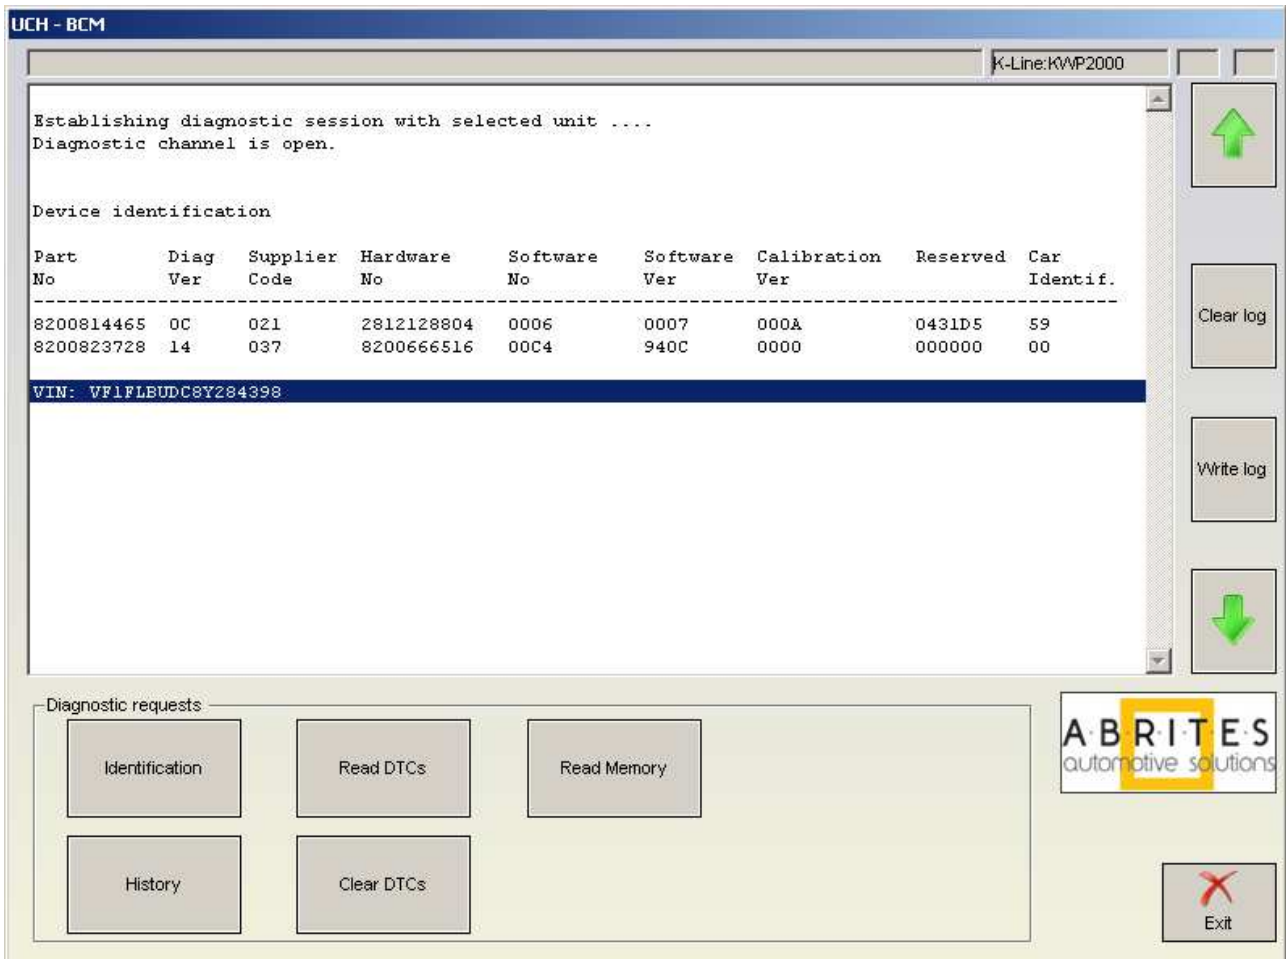 UCH - BCM
K-Line:KWP2000
Establishing diagnostic session with selected unit ....
Diagnostic channel is open.
Device identification
Part Diag Supplier Hardware Software Software Calibration Reserved Car
No Ver Code No No Ver Ver Identif.
--------------------------------------------------------------------------------
8200814465 0C 021 2812128804 0006 0007 000A 0431D5 59
8200823728 14 037 8200666516 00C4 940C 0000 000000 00
VIN: VF1FLBUDC8Y284398
Clear log
Write log
Diagnostic requests
Identification Read DTCs Read Memory
History Clear DTCs
A·B·R·I·T·E·S
automotive solutions
Exit